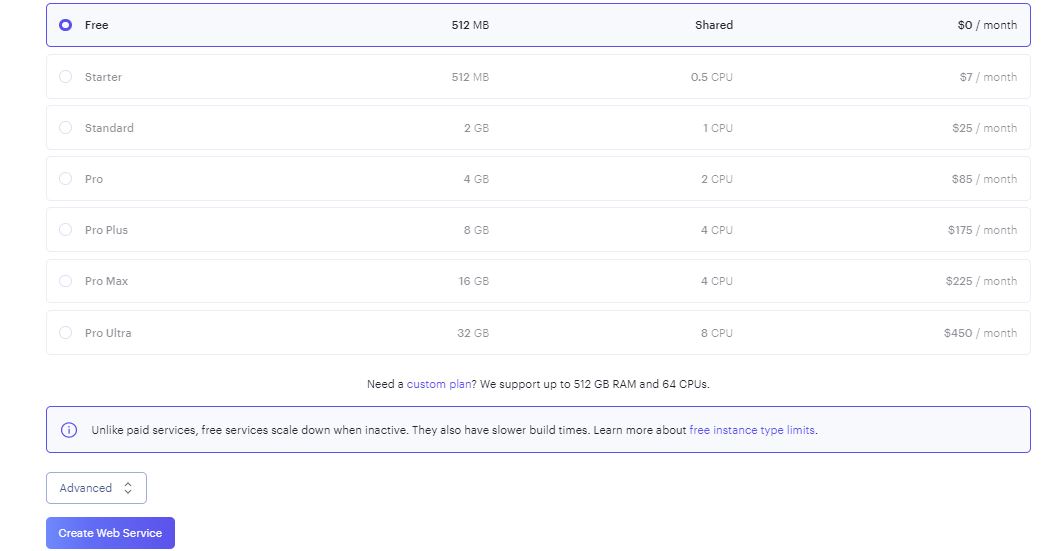 Free 512 MB Shared $0 / month
Starter 512 MB 0.5 CPU $7 / month
Standard 2 GB 1 CPU $25 / month
Pro 4 GB 2 CPU $85 / month
Pro Plus 8 GB 4 CPU $175 / month
Pro Max 16 GB 4 CPU $225 / month
Pro Ultra 32 GB 8 CPU $450 / month
Need a custom plan? We support up to 512 GB RAM and 64 CPUs.
Unlike paid services, free services scale down when inactive. They also have slower build times. Learn more about free instance type limits.
Advanced
Create Web Service